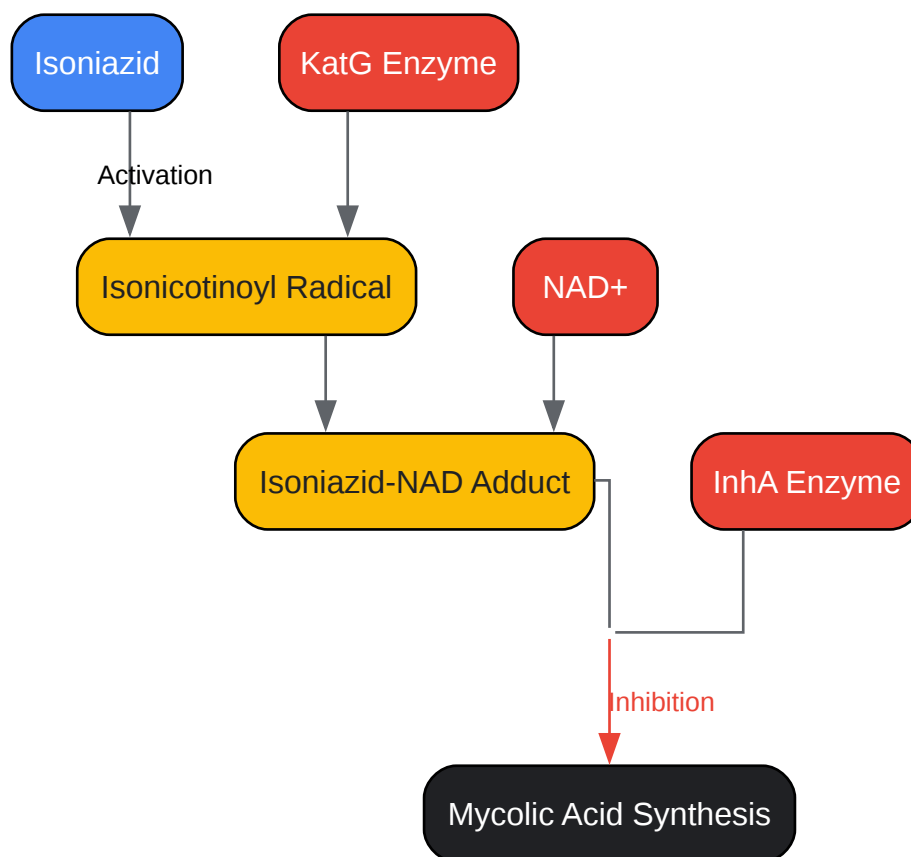 Isoniazid
KatG Enzyme
Activation
Isonicotinoyl Radical
NAD+
Isoniazid-NAD Adduct
InhA Enzyme
Inhibition
Mycolic Acid Synthesis